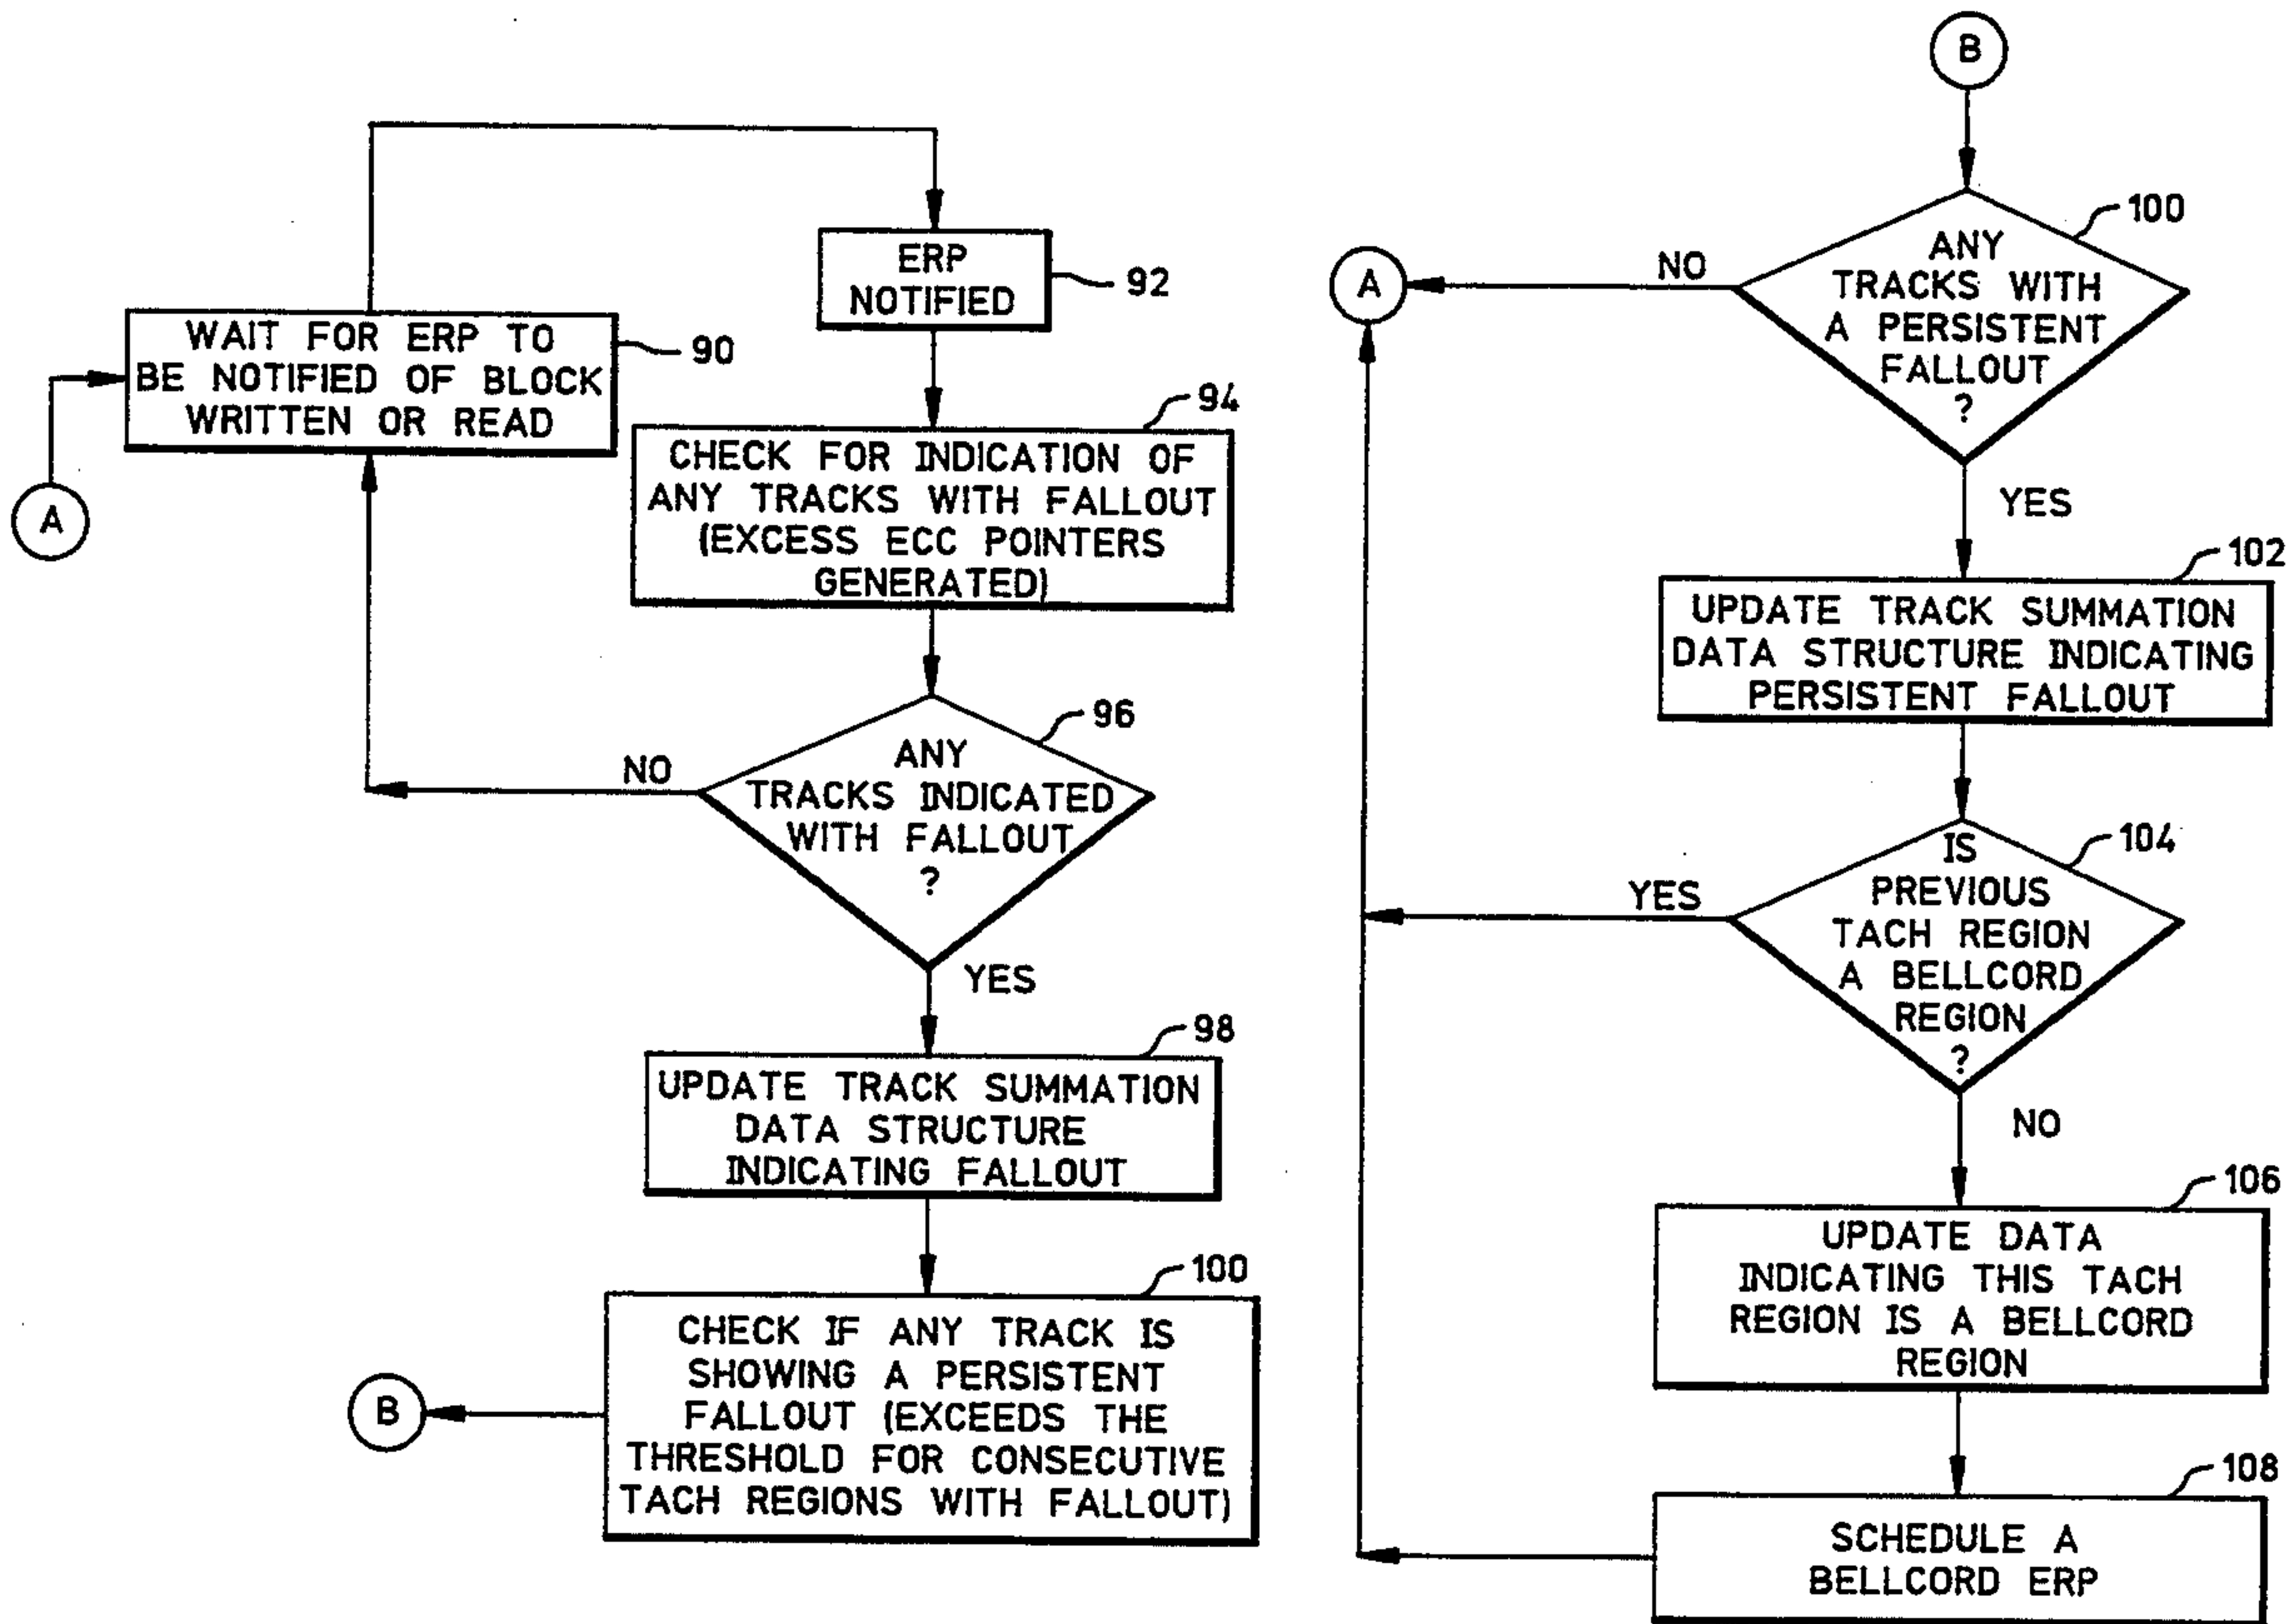 ERP
NOTIFIED
92
WAIT FOR ERP TO
BE NOTIFIED OF BLOCK
WRITTEN OR READ
90
A
94
CHECK FOR INDICATION OF
ANY TRACKS WITH FALLOUT
(EXCESS ECC POINTERS
GENERATED)
96
ANY
TRACKS INDICATED
WITH FALLOUT
?
NO
YES
98
UPDATE TRACK SUMMATION
DATA STRUCTURE
INDICATING FALLOUT
100
CHECK IF ANY TRACK IS
SHOWING A PERSISTENT
FALLOUT (EXCEEDS THE
THRESHOLD FOR CONSECUTIVE
TACH REGIONS WITH FALLOUT)
B
B
100
ANY
TRACKS WITH
A PERSISTENT
FALLOUT
?
NO
A
YES
102
UPDATE TRACK SUMMATION
DATA STRUCTURE INDICATING
PERSISTENT FALLOUT
104
IS
PREVIOUS
TACH REGION
A BELLCORD
REGION
?
YES
NO
106
UPDATE DATA
INDICATING THIS TACH
REGION IS A BELLCORD
REGION
108
SCHEDULE A
BELLCORD ERP